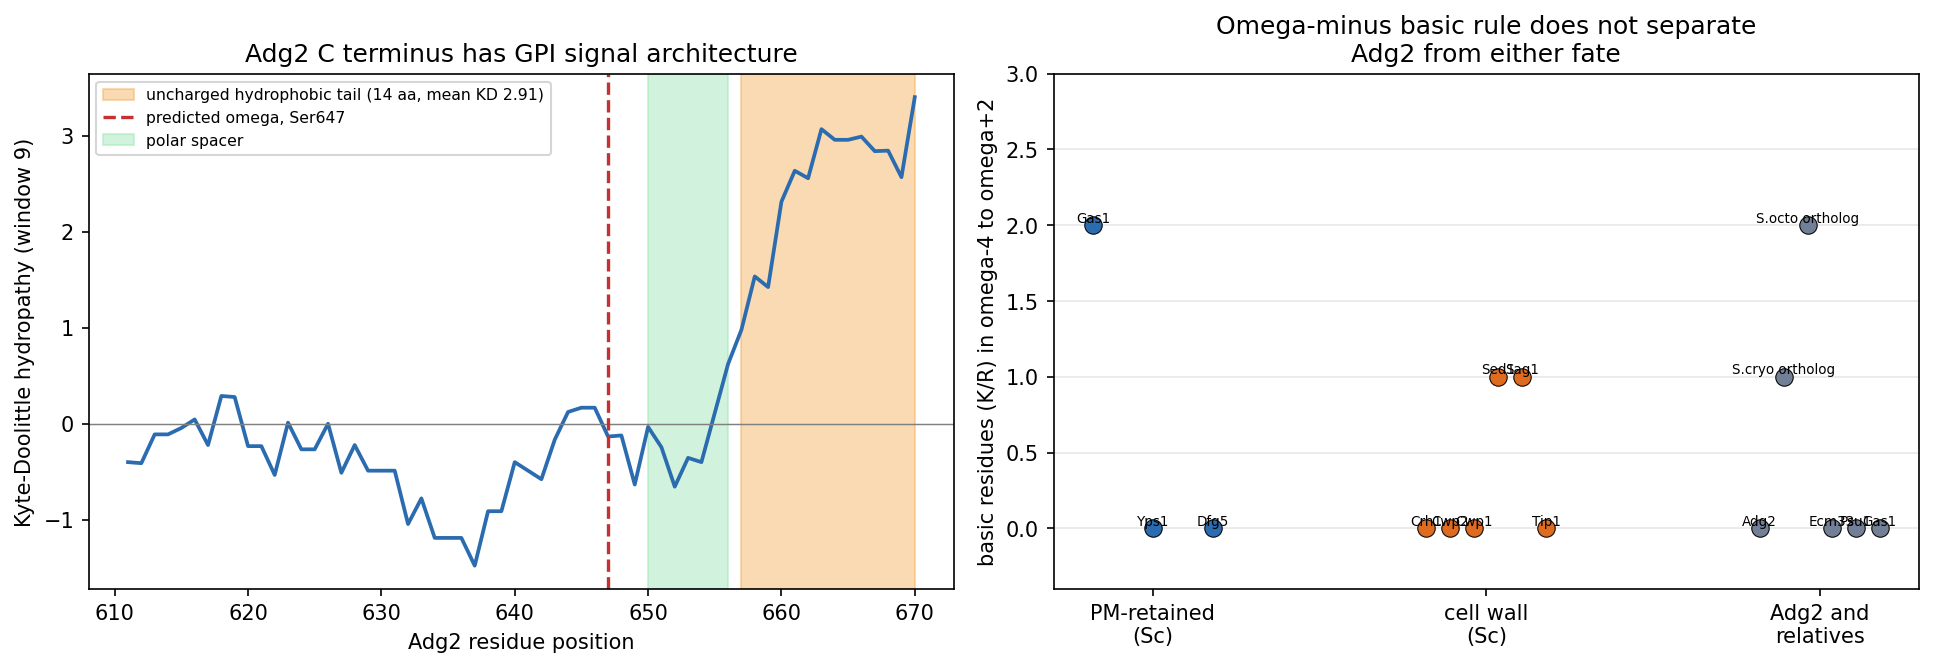 Adg2 C terminus has GPI signal architecture
uncharged hydrophobic tail (14 aa, mean KD 2.91)
predicted omega, Ser647
polar spacer
Kyte-Doolittle hydropathy (window 9)
3
2
1
0
−1
610
620
630
640
650
660
670
Adg2 residue position
Omega-minus basic rule does not separate
Adg2 from either fate
basic residues (K/R) in omega-4 to omega+2
3.0
2.5
2.0
1.5
1.0
0.5
0.0
Gas1
S.octo ortholog
Sed1
Sag1
S.cryo ortholog
Yps1
Dfg5
Cwp1
Tip1
Adg2
Ecm33
Gas1
PM-retained
(Sc)
cell wall
(Sc)
Adg2 and
relatives